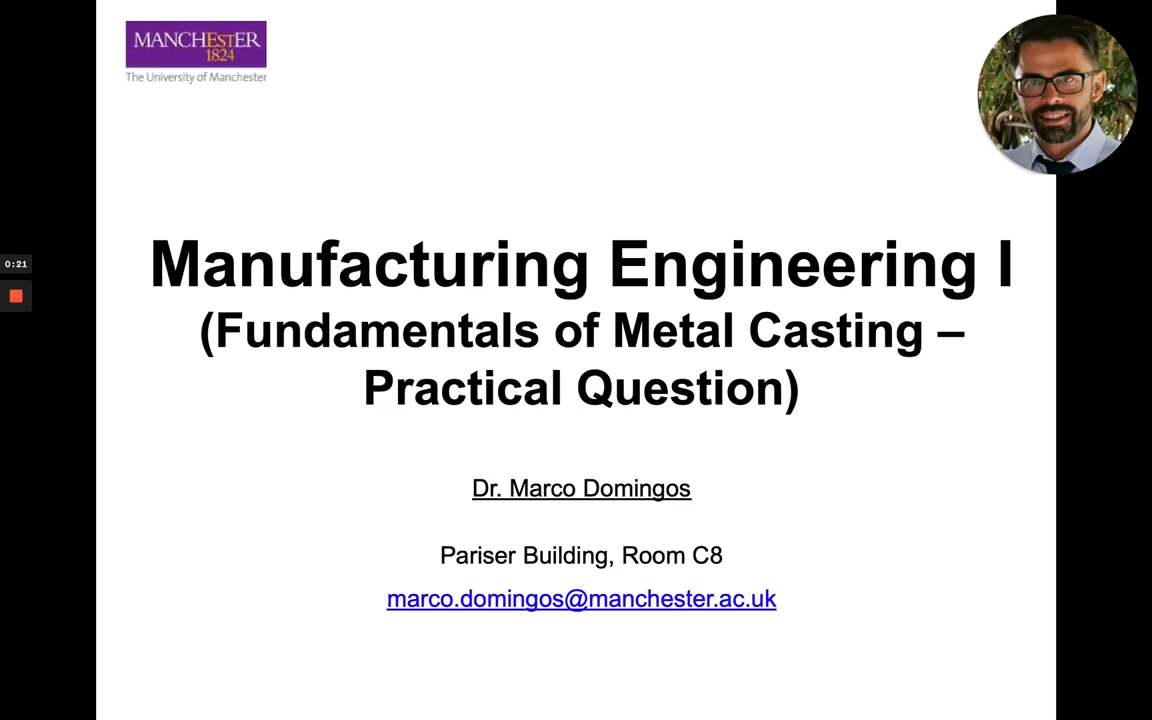 MANCHESTER
1824
The University of Manchester
0:21
Manufacturing Engineering I
(Fundamentals of Metal Casting –
Practical Question)
Dr. Marco Domingos
Pariser Building, Room C8
marco.domingos@manchester.ac.uk